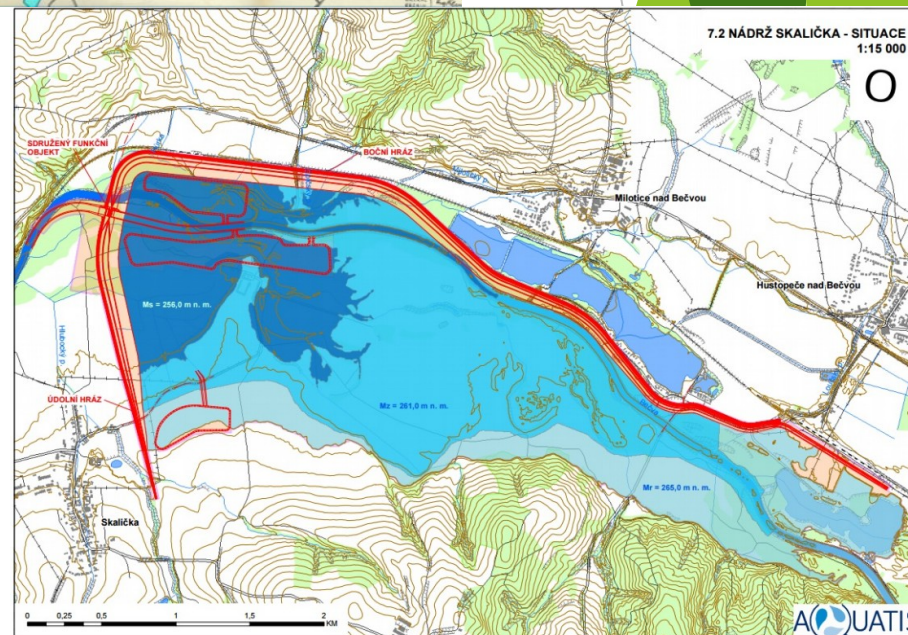 7.2 NÁDRŽ SKALIČKA - SITUACE
1:15 000
O
SDRUŽENÝ FUNKČNÍ
OBJEKT
BOČNÍ HRÁZ
Milotice nad Bečvou
Hustopeče nad Bečvou
Ms = 256,0 m n. m.
ÚDOLNÍ HRÁZ
Mz = 261,0 m n. m.
Bečva
Mr = 265,0 m n. m.
Skalička
0 0,25 0,5 1 1,5 2
KM
AQUATIS